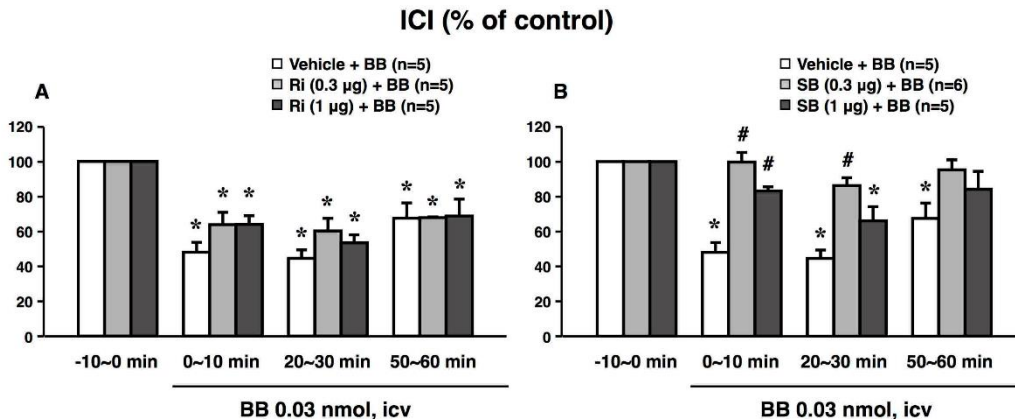 ICI (% of control)
A
Vehicle + BB (n=5)
Ri (0.3 µg) + BB (n=5)
Ri (1 µg) + BB (n=5)
120
100
80
60
40
20
0
* * *
* * *
* * *
-10~0 min 0~10 min 20~30 min 50~60 min
BB 0.03 nmol, icv
B
Vehicle + BB (n=5)
SB (0.3 µg) + BB (n=6)
SB (1 µg) + BB (n=5)
120
100
80
60
40
20
0
* # #
* # *
*
-10~0 min 0~10 min 20~30 min 50~60 min
BB 0.03 nmol, icv